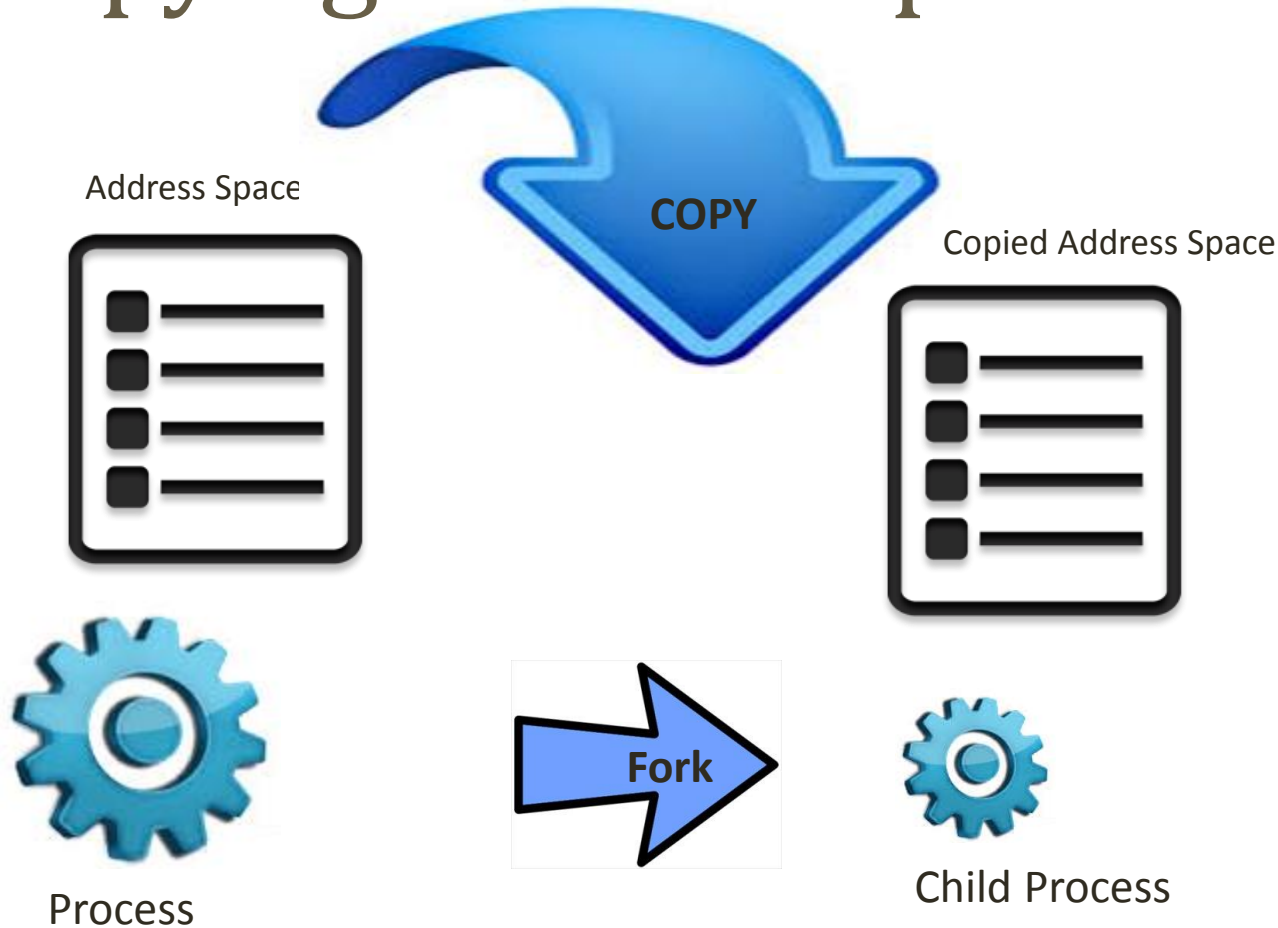 COPY
Address Space
Copied Address Space
Fork
Process
Child Process